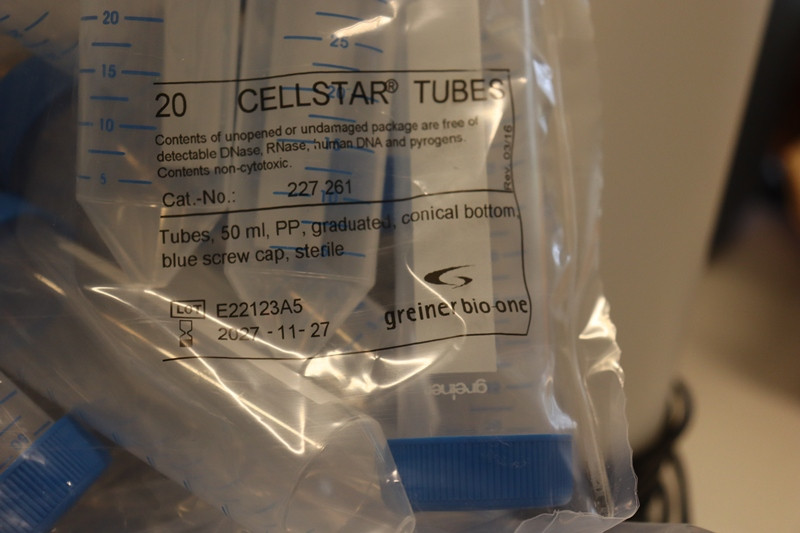 20 CELLSTAR® TUBES
Contents of unopened or undamaged package are free of
detectable DNase, RNase, human DNA and pyrogens.
Contents non-cytotoxic.
Rev. 03/16
Cat.-No.: 227 261
Tubes, 50 ml, PP, graduated, conical bottom,
blue screw cap, sterile
LOT E22123A5
2027-11-27
greiner bio-one
greiner
20
15
10
5
25
20